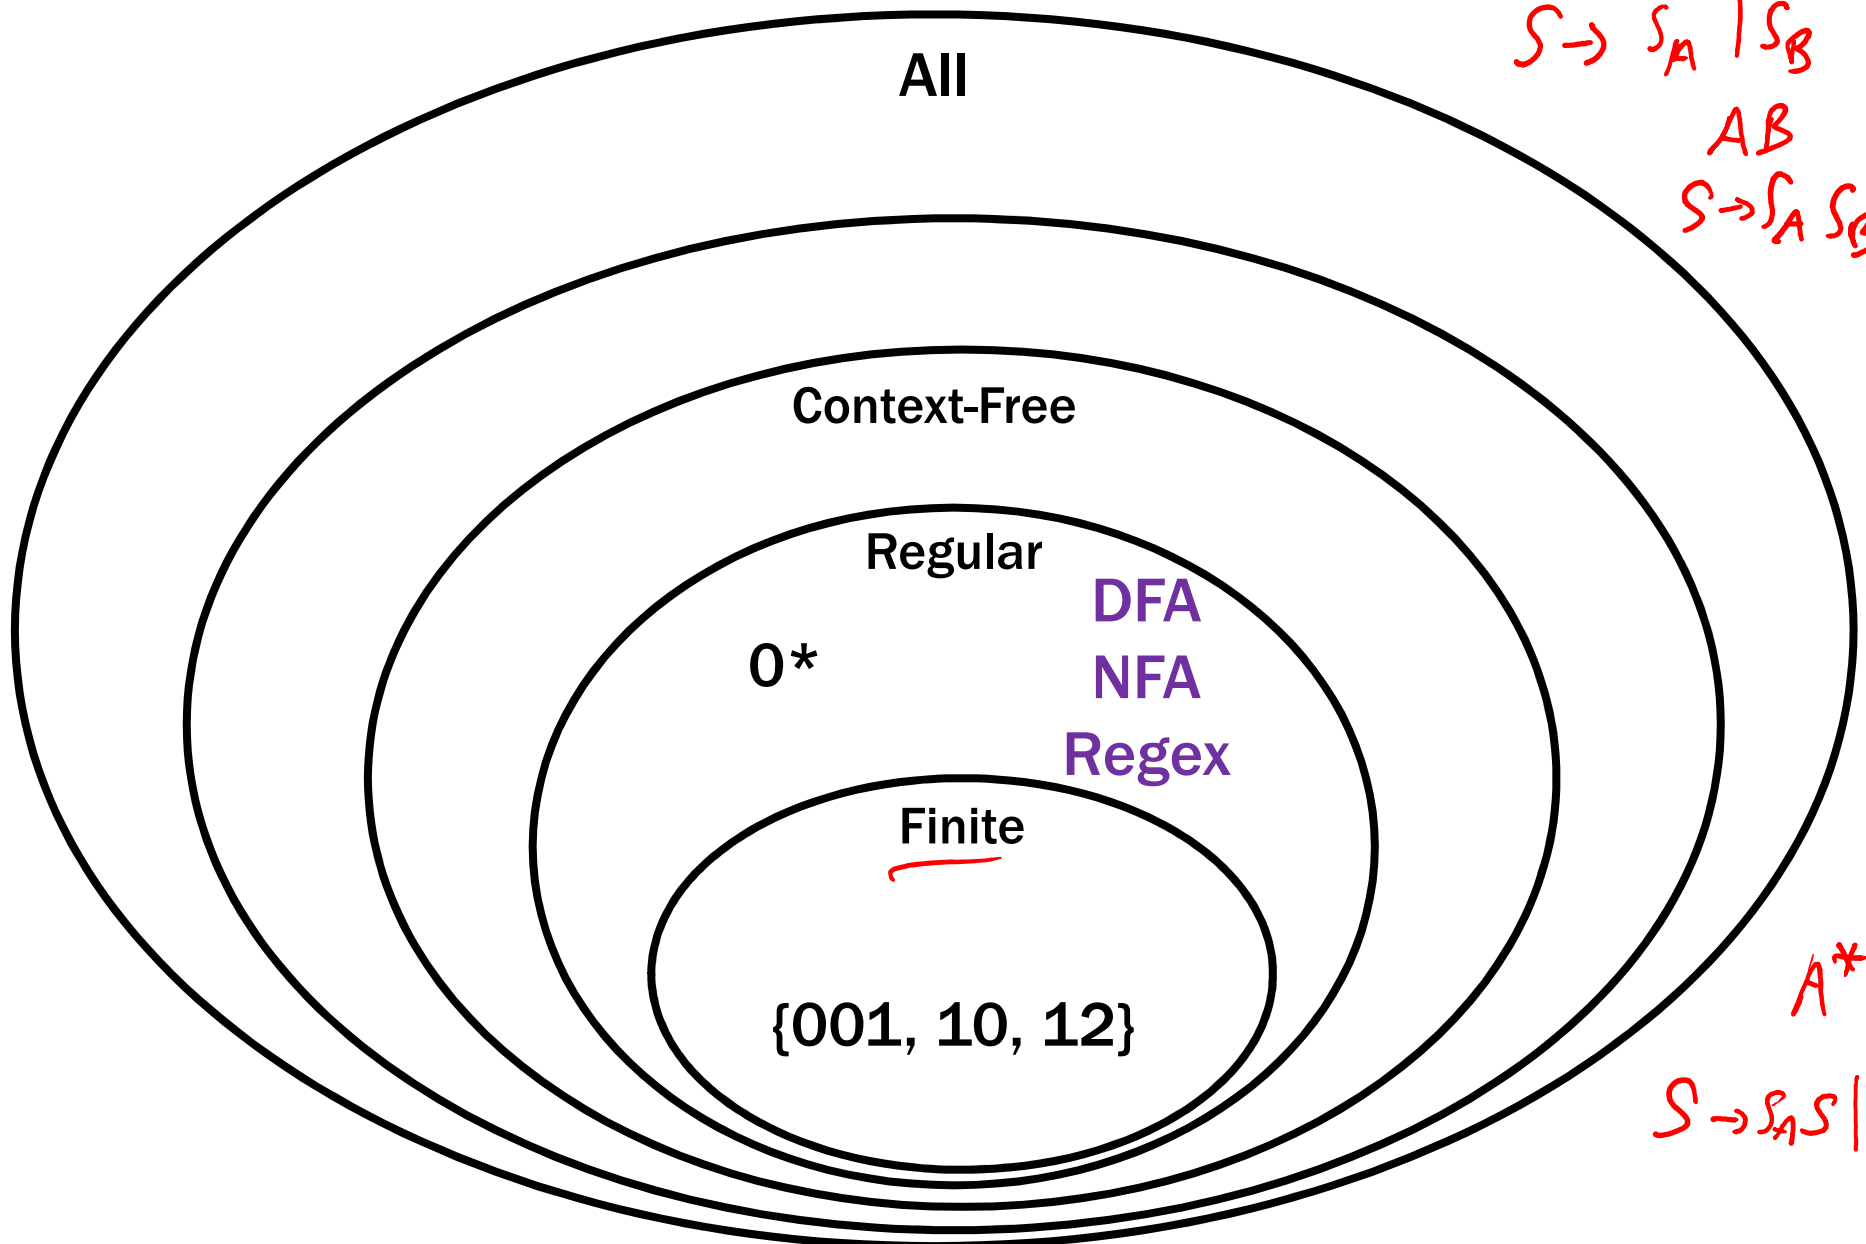 All
S → S_A | S_B
AB
S → S_A S_B
Context-Free
Regular
DFA
0*
NFA
Regex
Finite
A*
{001, 10, 12}
S → S_A S |